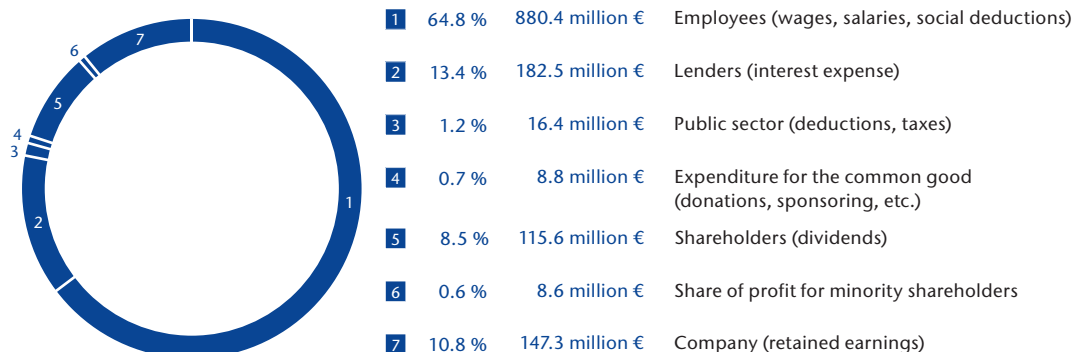 1 64.8 % 880.4 million € Employees (wages, salaries, social deductions)
2 13.4 % 182.5 million € Lenders (interest expense)
3 1.2 % 16.4 million € Public sector (deductions, taxes)
4 0.7 % 8.8 million € Expenditure for the common good
(donations, sponsoring, etc.)
5 8.5 % 115.6 million € Shareholders (dividends)
6 0.6 % 8.6 million € Share of profit for minority shareholders
7 10.8 % 147.3 million € Company (retained earnings)
7
6
5
4
3
2
1